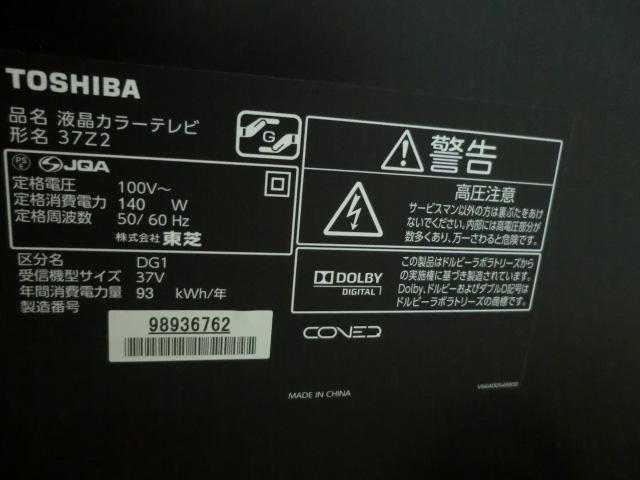 TOSHIBA
品名 液晶カラーテレビ
形名 37Z2
G
PS
E
JQA
定格電圧 100V～
定格消費電力 140 W
定格周波数 50/60 Hz
株式会社 東芝
区分名 DG1
受信機型サイズ 37V
年間消費電力量 93 kWh/年
製造番号
98936762
警告
高圧注意
サービスマン以外の方は裏ぶたをあけ
ないでください。内部には高電圧部分が
数多くあり、万一さわると危険です。
DOLBY
DIGITAL
この製品はドルビーラボラトリーズから
の実施権に基づき製造されています。
Dolby、ドルビーおよびダブルD記号は
ドルビーラボラトリーズの商標です。
MADE IN CHINA